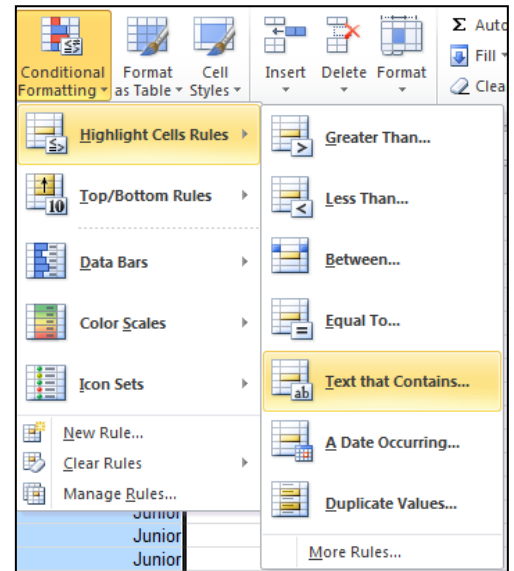 Conditional Formatting
Format as Table
Cell Styles
Insert
Delete
Format
Σ Auto
Fill
Clea
Highlight Cells Rules
Top/Bottom Rules
10
Data Bars
Color Scales
Icon Sets
New Rule...
Clear Rules
Manage Rules...
Greater Than...
Less Than...
Between...
Equal To...
ab
Text that Contains...
A Date Occurring...
Duplicate Values...
More Rules...
Junior
Junior
Junior